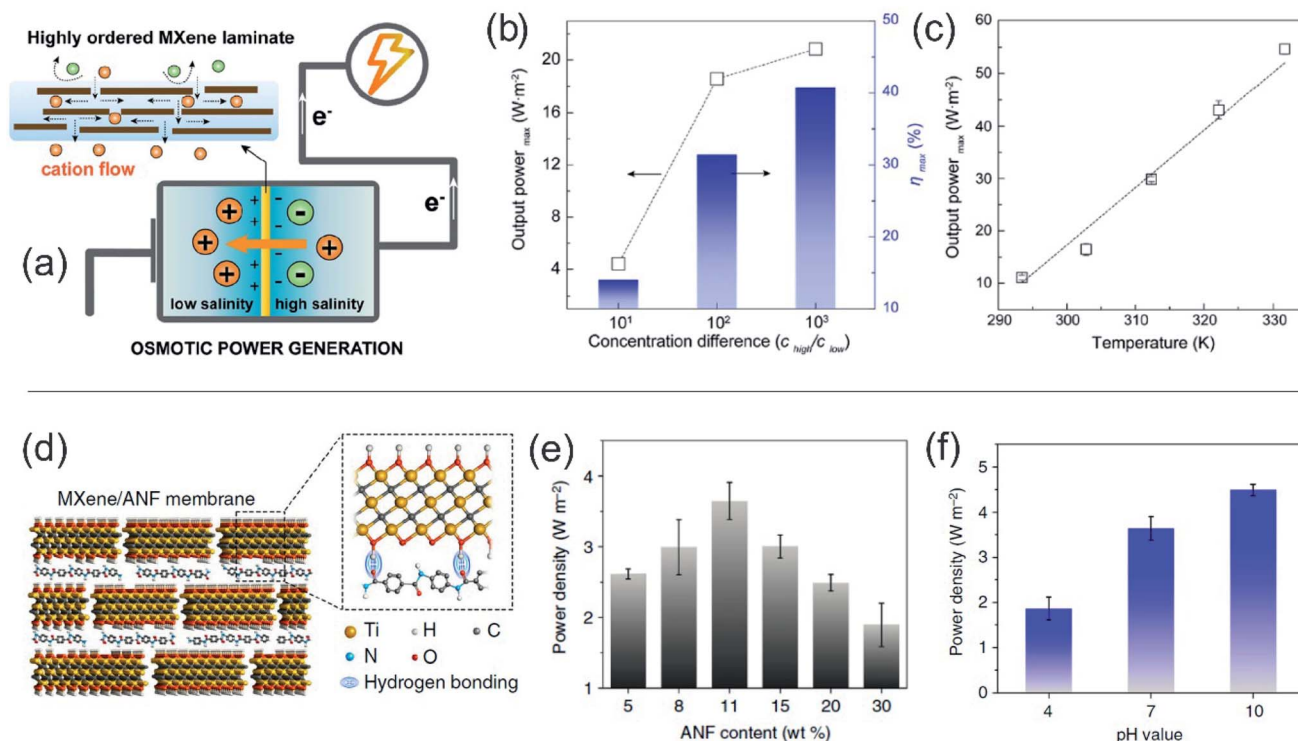 Highly ordered MXene laminate
cation flow
e-
e-
+ + - -
+ + + -
+ + - -
low salinity high salinity
(a)
OSMOTIC POWER GENERATION
(b)
Output power max (W·m-2)
20
16
12
8
4
50
40
30
20
10
η max (%)
10¹ 10² 10³
Concentration difference (c high/c low)
(c)
Output power max (W·m-2)
60
50
40
30
20
10
290 300 310 320 330
Temperature (K)
(d)
MXene/ANF membrane
Ti H C
N O
Hydrogen bonding
(e)
Power density (W m−2)
4
3
2
1
5 8 11 15 20 30
ANF content (wt %)
(f)
Power density (W m−2)
5
4
3
2
1
0
4 7 10
pH value